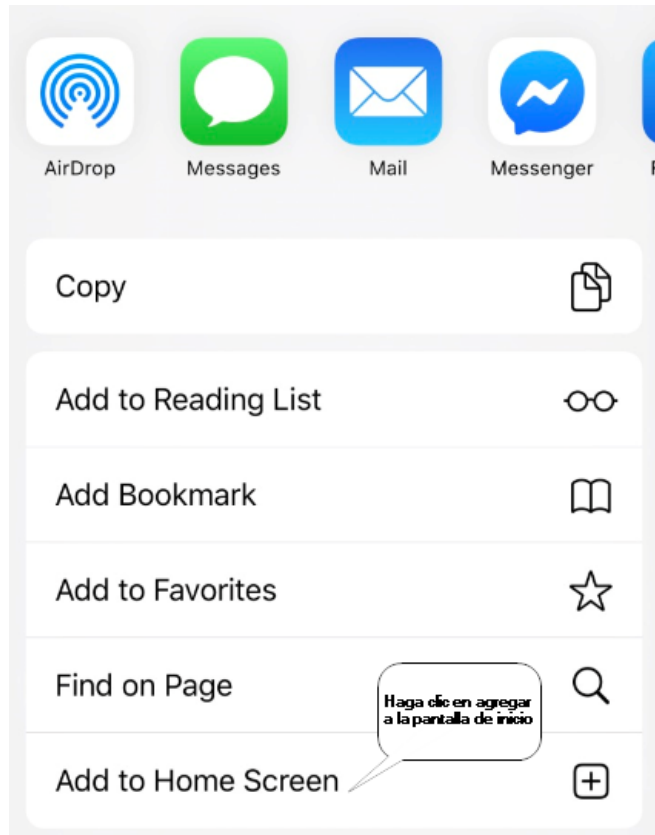 AirDrop Messages Mail Messenger
Copy
Add to Reading List
Add Bookmark
Add to Favorites
Find on Page
Haga clic en agregar
a la pantalla de inicio
Add to Home Screen